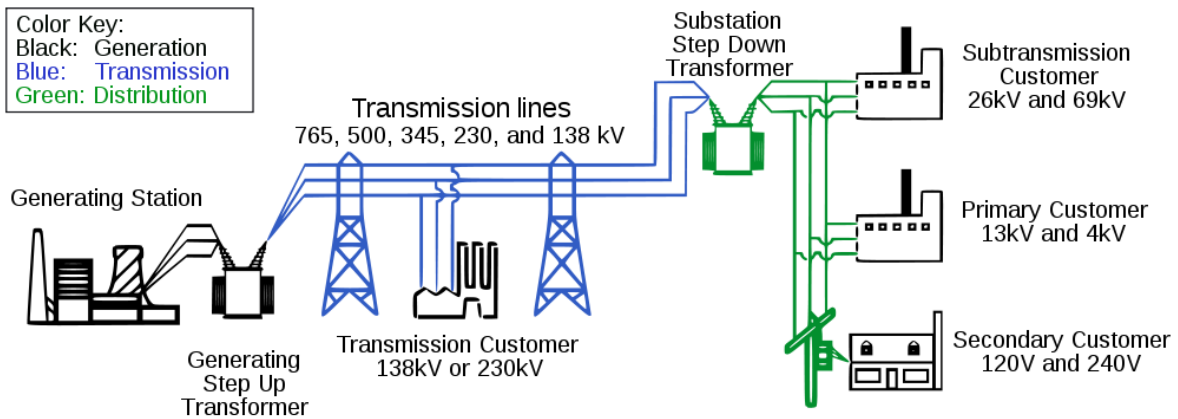 Color Key:
Black: Generation
Blue: Transmission
Green: Distribution
Substation
Step Down
Transformer
Subtransmission
Customer
26kV and 69kV
Transmission lines
765, 500, 345, 230, and 138 kV
Generating Station
Primary Customer
13kV and 4kV
Transmission Customer
138kV or 230kV
Generating
Step Up
Transformer
Secondary Customer
120V and 240V